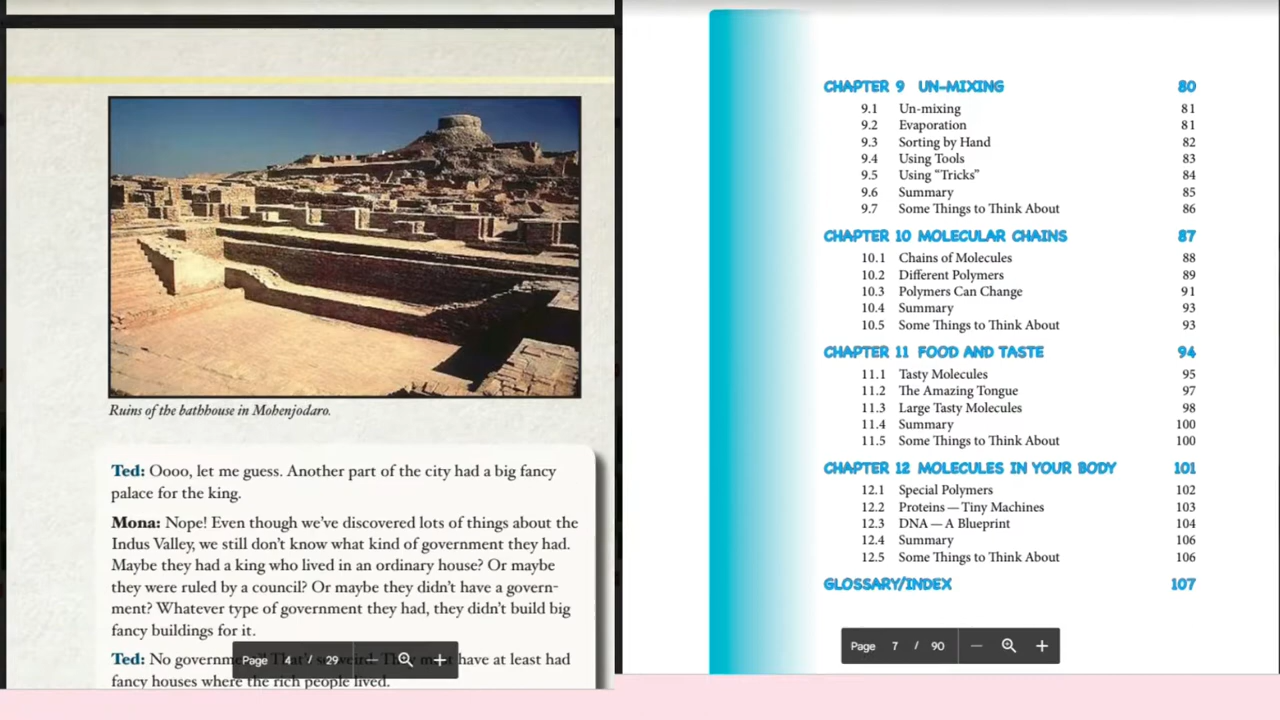 Ruins of the bathhouse in Mohenjodaro.
Ted: Oooo, let me guess. Another part of the city had a big fancy
palace for the king.
Mona: Nope! Even though we've discovered lots of things about the
Indus Valley, we still don't know what kind of government they had.
Maybe they had a king who lived in an ordinary house? Or maybe
they were ruled by a council? Or maybe they didn't have a govern-
ment? Whatever type of government they had, they didn't build big
fancy buildings for it.
Ted: No have at least had
fancy houses where the rich people lived.
Page 4 / 29
CHAPTER 9 UN-MIXING 80
9.1 Un-mixing 81
9.2 Evaporation 81
9.3 Sorting by Hand 82
9.4 Using Tools 83
9.5 Using "Tricks" 84
9.6 Summary 85
9.7 Some Things to Think About 86
CHAPTER 10 MOLECULAR CHAINS 87
10.1 Chains of Molecules 88
10.2 Different Polymers 89
10.3 Polymers Can Change 91
10.4 Summary 93
10.5 Some Things to Think About 93
CHAPTER 11 FOOD AND TASTE 94
11.1 Tasty Molecules 95
11.2 The Amazing Tongue 97
11.3 Large Tasty Molecules 98
11.4 Summary 100
11.5 Some Things to Think About 100
CHAPTER 12 MOLECULES IN YOUR BODY 101
12.1 Special Polymers 102
12.2 Proteins — Tiny Machines 103
12.3 DNA — A Blueprint 104
12.4 Summary 106
12.5 Some Things to Think About 106
GLOSSARY/INDEX 107
Page 7 / 90